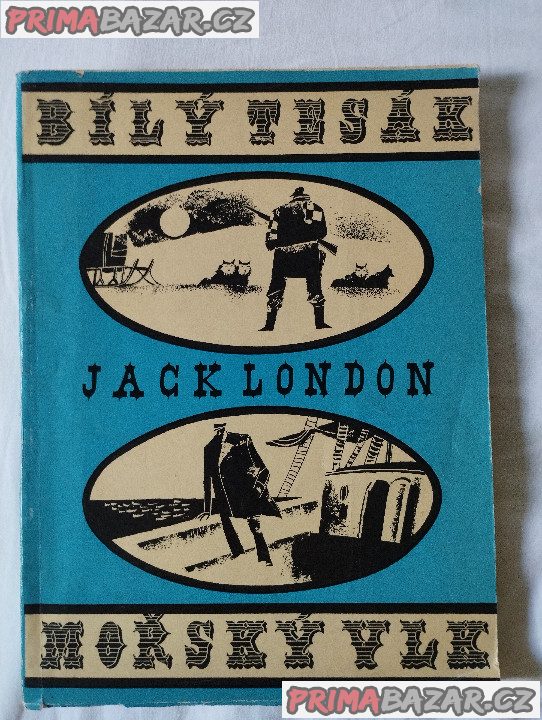 PRIMABAZAR.CZ
BÍLÝ TESÁK
JACK LONDON
MOŘSKÝ VLK
PRIMABAZAR.CZ